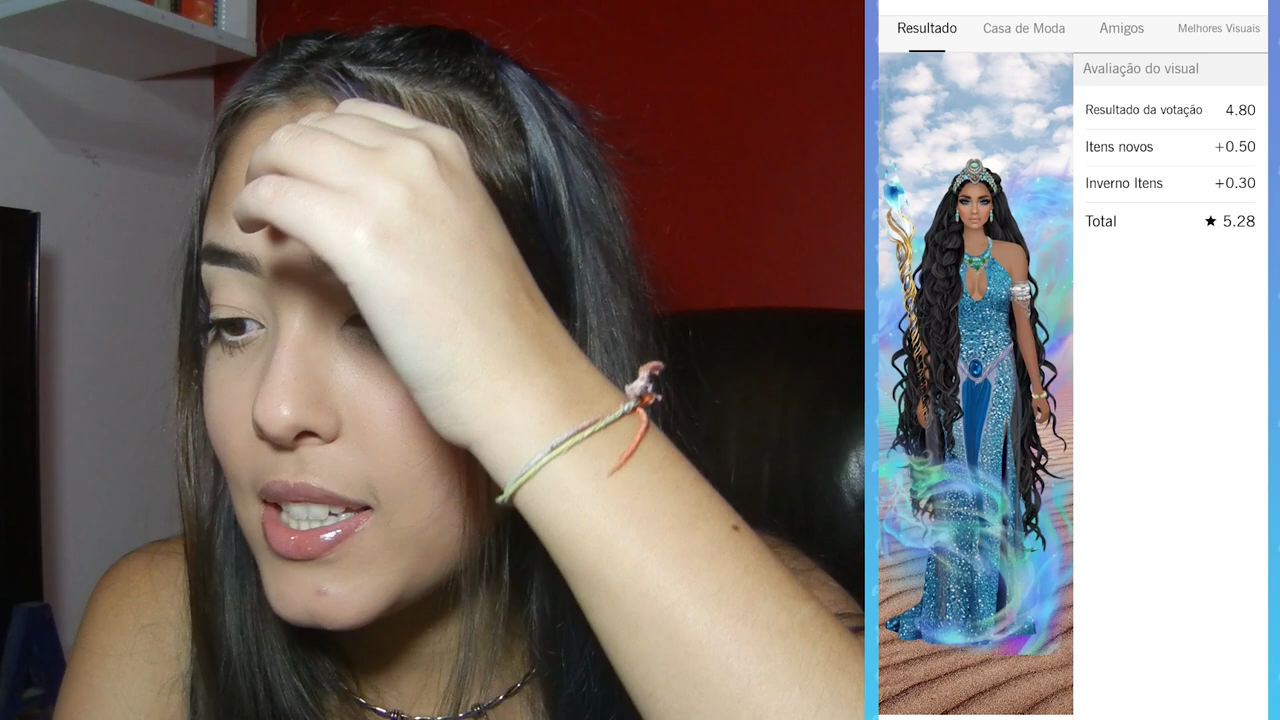 Resultado Casa de Moda Amigos Melhores Visuais
Avaliação do visual
Resultado da votação 4.80
Itens novos +0.50
Inverno Itens +0.30
Total ★ 5.28